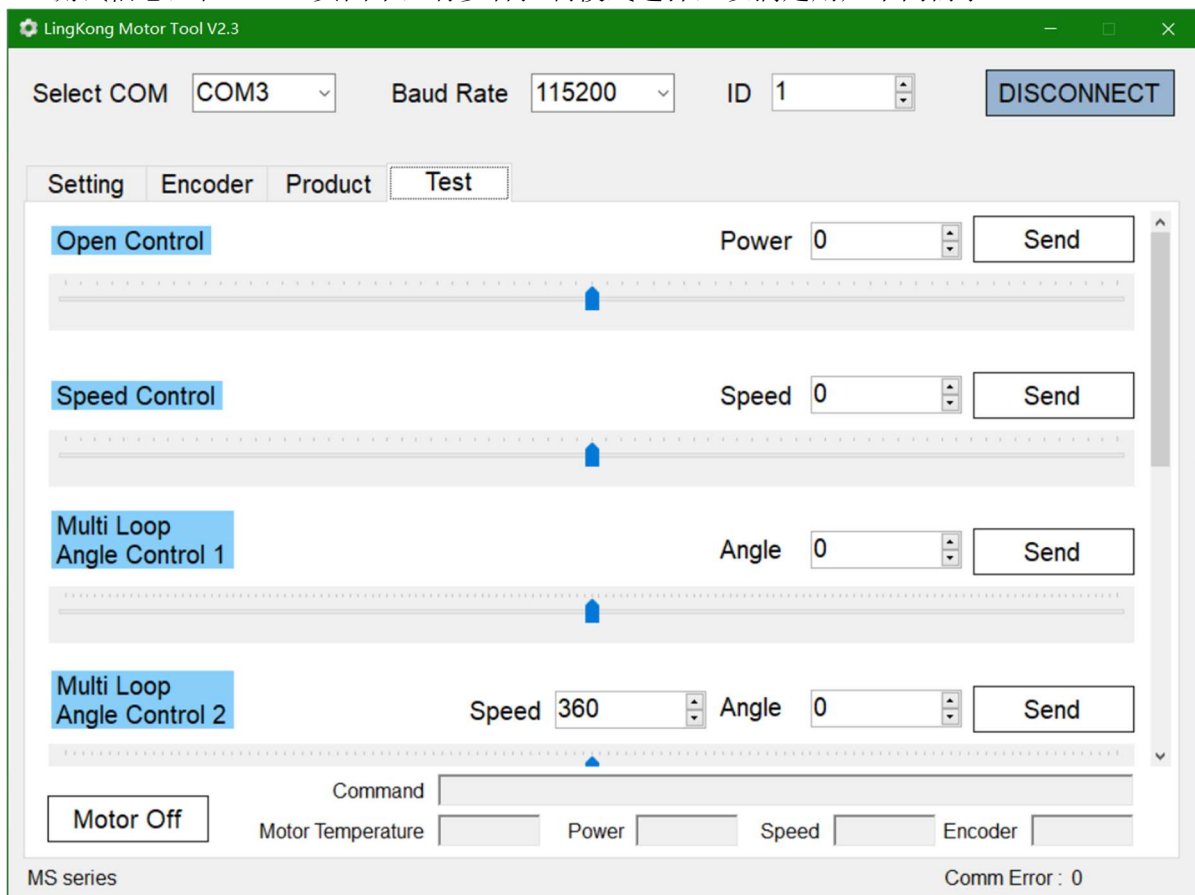 LingKong Motor Tool V2.3
Select COM COM3 Baud Rate 115200 ID 1 DISCONNECT
Setting Encoder Product Test
Open Control Power 0 Send
Speed Control Speed 0 Send
Multi Loop
Angle Control 1 Angle 0 Send
Multi Loop
Angle Control 2 Speed 360 Angle 0 Send
Command
Motor Off Motor Temperature Power Speed Encoder
MS series Comm Error : 0